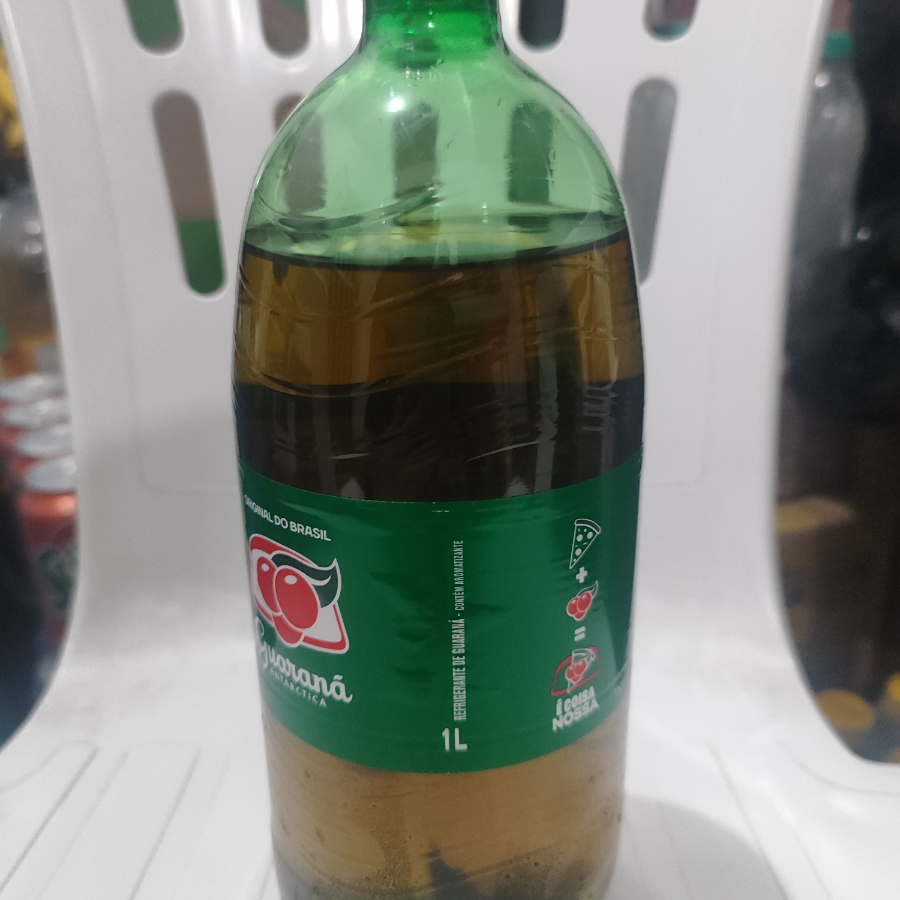 ORIGINAL DO BRASIL
Guaraná
ANTARCTICA
1L
REFRIGERANTE DE GUARANÁ - CONTÉM AROMATIZANTE
+
=
É COISA
NOSSA